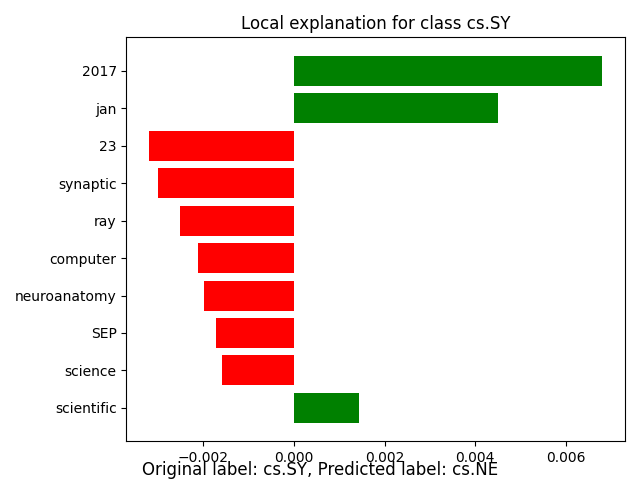 Local explanation for class cs.SY
2017
jan
23
synaptic
ray
computer
neuroanatomy
SEP
science
scientific
−0.002 0.000 0.002 0.004 0.006
Original label: cs.SY, Predicted label: cs.NE